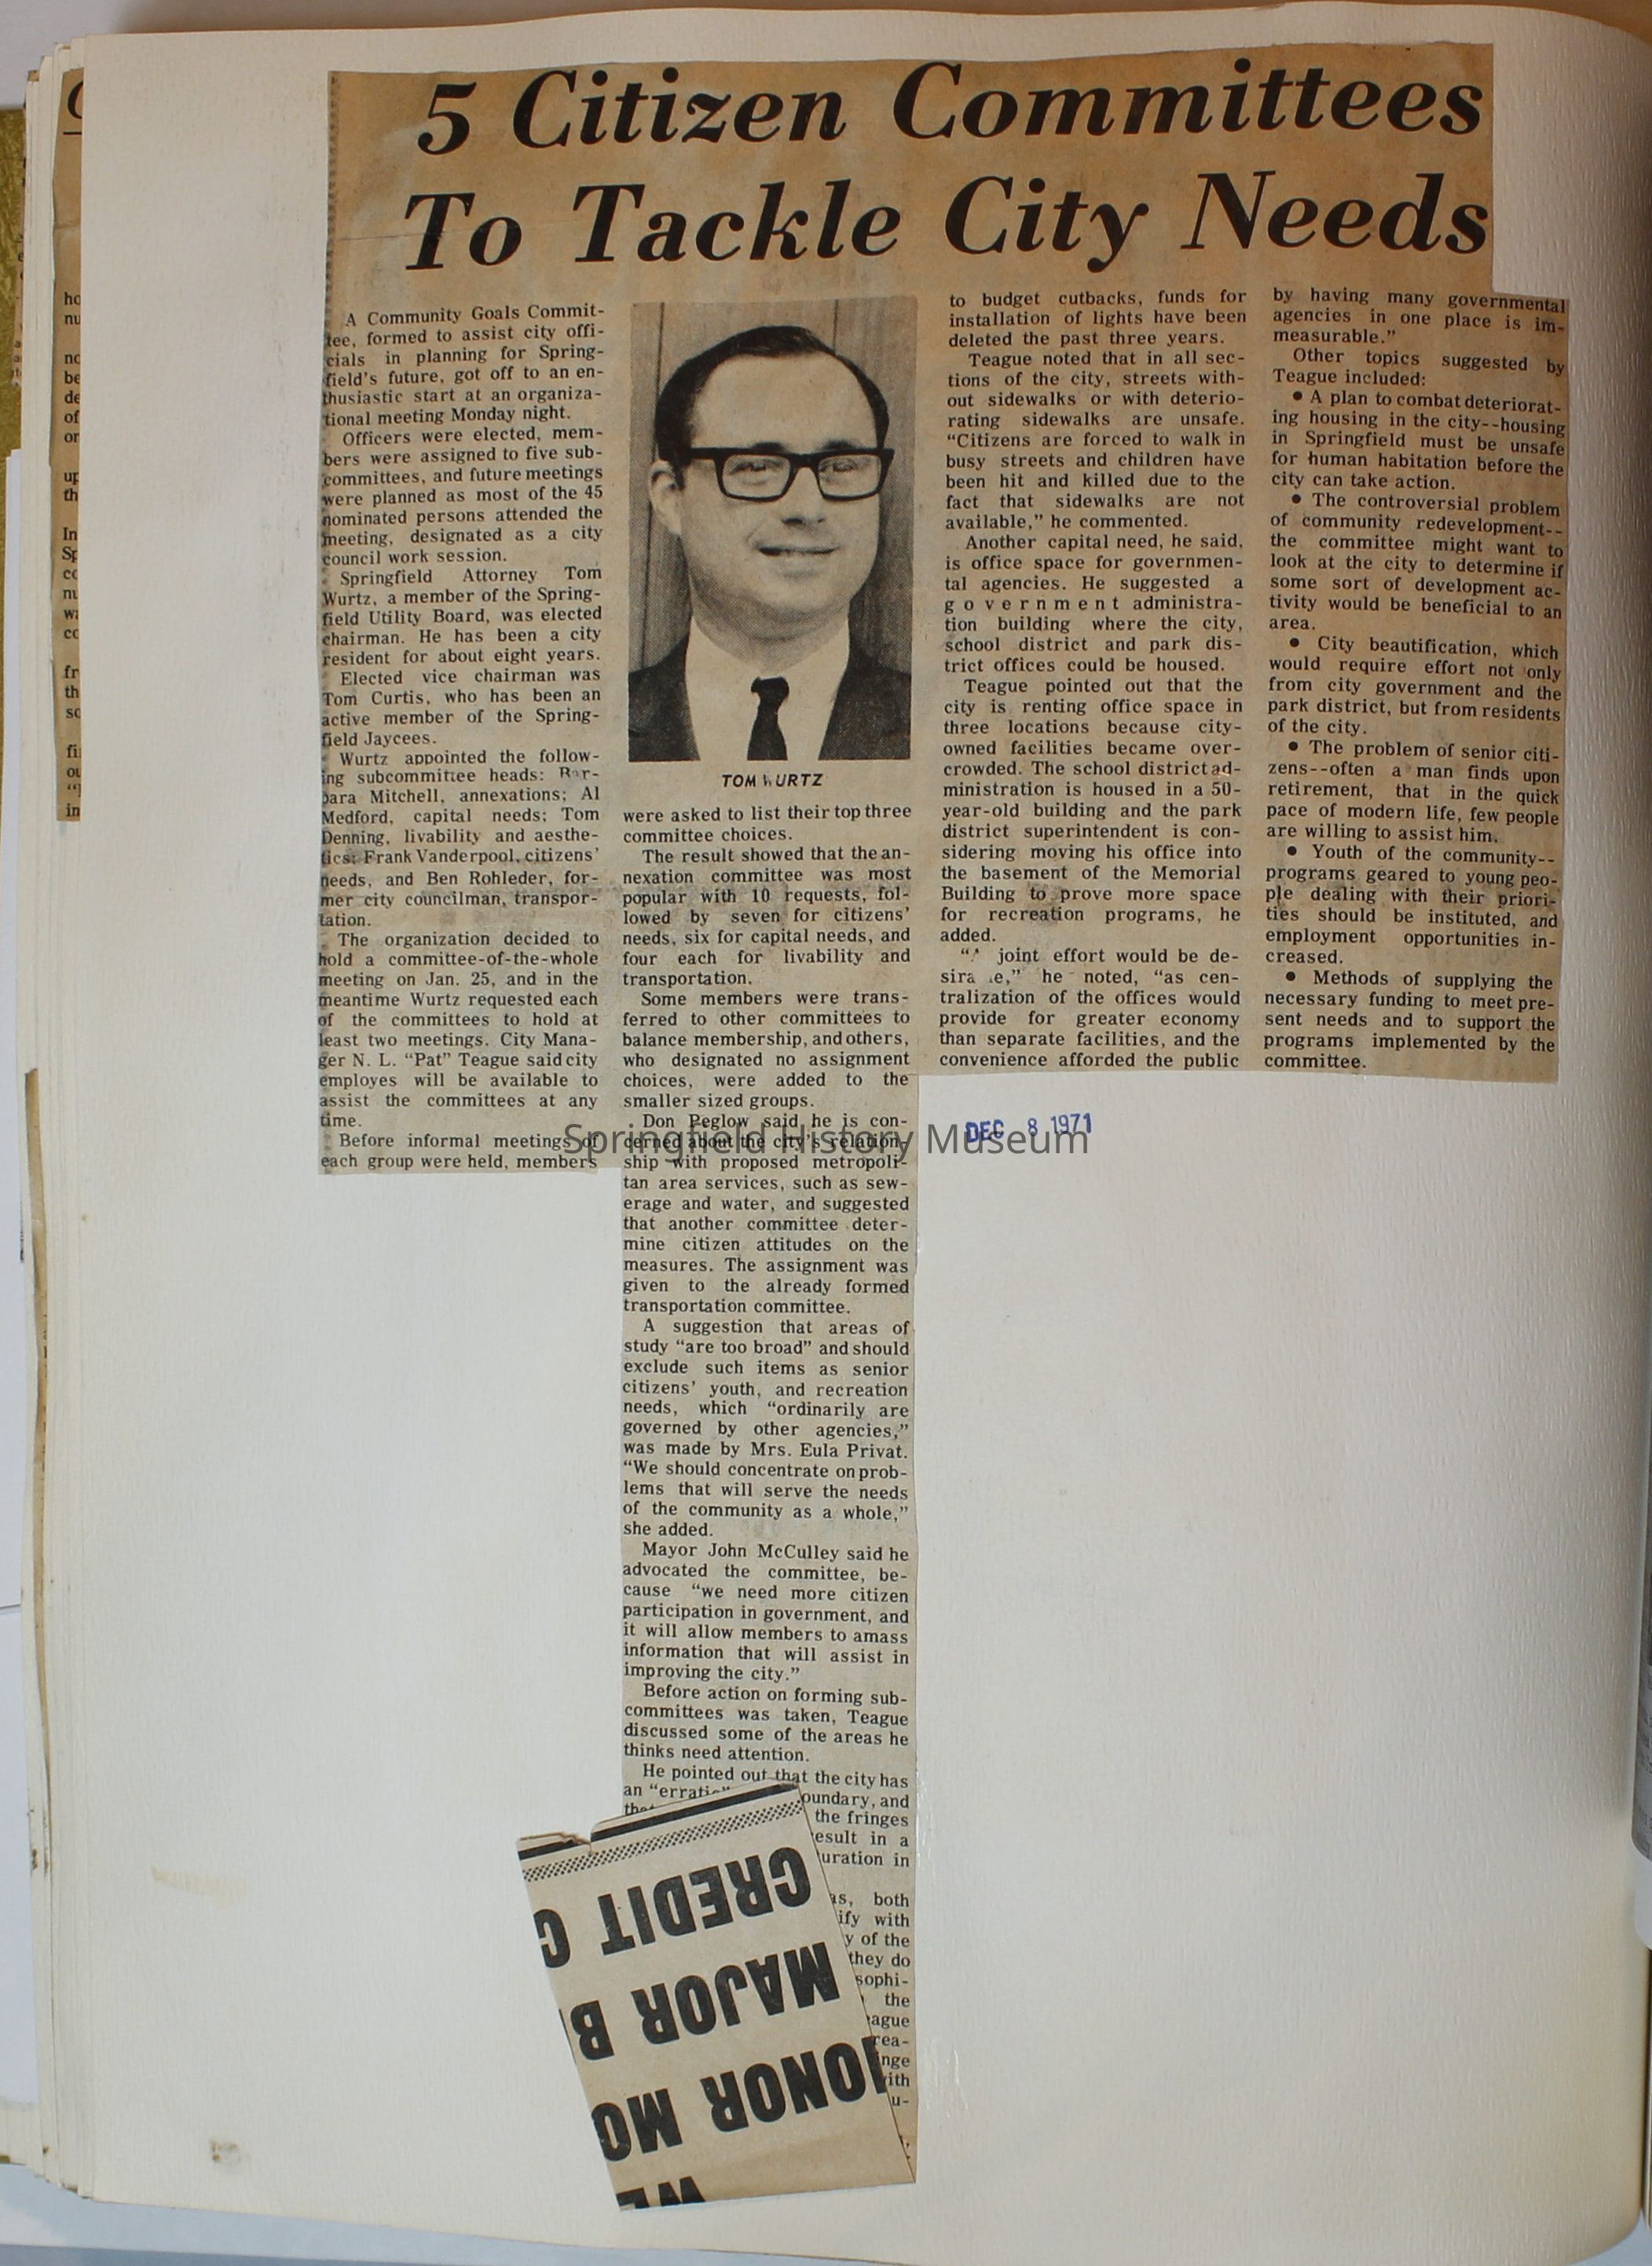 5 Citizen Committees
To Tackle City Needs
A Community Goals Commit-
tee, formed to assist city offi-
cials in planning for Spring-
field's future, got off to an en-
thusiastic start at an organiza-
tional meeting Monday night.
Officers were elected, mem-
bers were assigned to five sub-
committees, and future meetings
were planned as most of the 45
nominated persons attended the
meeting, designated as a city
council work session.
Springfield Attorney Tom
Wurtz, a member of the Spring-
field Utility Board, was elected
chairman. He has been a city
resident for about eight years.
Elected vice chairman was
Tom Curtis, who has been an
active member of the Spring-
field Jaycees.
Wurtz appointed the follow-
ing subcommittee heads: Bar-
bara Mitchell, annexations; Al
Medford, capital needs; Tom
Denning, livability and aesthe-
tics; Frank Vanderpool, citizens'
needs, and Ben Rohleder, for-
mer city councilman, transpor-
tation.
The organization decided to
hold a committee-of-the-whole
meeting on Jan. 25, and in the
meantime Wurtz requested each
of the committees to hold at
least two meetings. City Mana-
ger N. L. "Pat" Teague said city
employes will be available to
assist the committees at any
time.
Before informal meetings of
each group were held, members
TOM WURTZ
were asked to list their top three
committee choices.
The result showed that the an-
nexation committee was most
popular with 10 requests, fol-
lowed by seven for citizens'
needs, six for capital needs, and
four each for livability and
transportation.
Some members were trans-
ferred to other committees to
balance membership, and others,
who designated no assignment
choices, were added to the
smaller sized groups.
Don Peglow said he is con-
cerned about the city's relation-
ship with proposed metropoli-
tan area services, such as sew-
erage and water, and suggested
that another committee deter-
mine citizen attitudes on the
measures. The assignment was
given to the already formed
transportation committee.
A suggestion that areas of
study "are too broad" and should
exclude such items as senior
citizens' youth, and recreation
needs, which "ordinarily are
governed by other agencies,"
was made by Mrs. Eula Privat.
"We should concentrate on prob-
lems that will serve the needs
of the community as a whole,"
she added.
Mayor John McCulley said he
advocated the committee, be-
cause "we need more citizen
participation in government, and
it will allow members to amass
information that will assist in
improving the city."
Before action on forming sub-
committees was taken, Teague
discussed some of the areas he
thinks need attention.
He pointed out that the city has
an "erratic" oundary, and
the fringes
esult in a
uration in
as, both
ify with
y of the
they do
sophi-
the
eague
rea-
inge
with
u-
CREDIT C
MAJOR B
HONOR MO
WE
to budget cutbacks, funds for
installation of lights have been
deleted the past three years.
Teague noted that in all sec-
tions of the city, streets with-
out sidewalks or with deterio-
rating sidewalks are unsafe.
"Citizens are forced to walk in
busy streets and children have
been hit and killed due to the
fact that sidewalks are not
available," he commented.
Another capital need, he said,
is office space for governmen-
tal agencies. He suggested a
government administra-
tion building where the city,
school district and park dis-
trict offices could be housed.
Teague pointed out that the
city is renting office space in
three locations because city-
owned facilities became over-
crowded. The school district ad-
ministration is housed in a 50-
year-old building and the park
district superintendent is con-
sidering moving his office into
the basement of the Memorial
Building to prove more space
for recreation programs, he
added.
joint effort would be de-
sira e," he noted, "as cen-
tralization of the offices would
provide for greater economy
than separate facilities, and the
convenience afforded the public
by having many governmental
agencies in one place is im-
measurable."
Other topics suggested by
Teague included:
• A plan to combat deteriorat-
ing housing in the city--housing
in Springfield must be unsafe
for human habitation before the
city can take action.
• The controversial problem
of community redevelopment--
the committee might want to
look at the city to determine if
some sort of development ac-
tivity would be beneficial to an
area.
• City beautification, which
would require effort not only
from city government and the
park district, but from residents
of the city.
• The problem of senior citi-
zens--often a man finds upon
retirement, that in the quick
pace of modern life, few people
are willing to assist him.
• Youth of the community--
programs geared to young peo-
ple dealing with their priori-
ties should be instituted, and
employment opportunities in-
creased.
• Methods of supplying the
necessary funding to meet pre-
sent needs and to support the
programs implemented by the
committee.
DEC 8 1971
Springfield History Museum